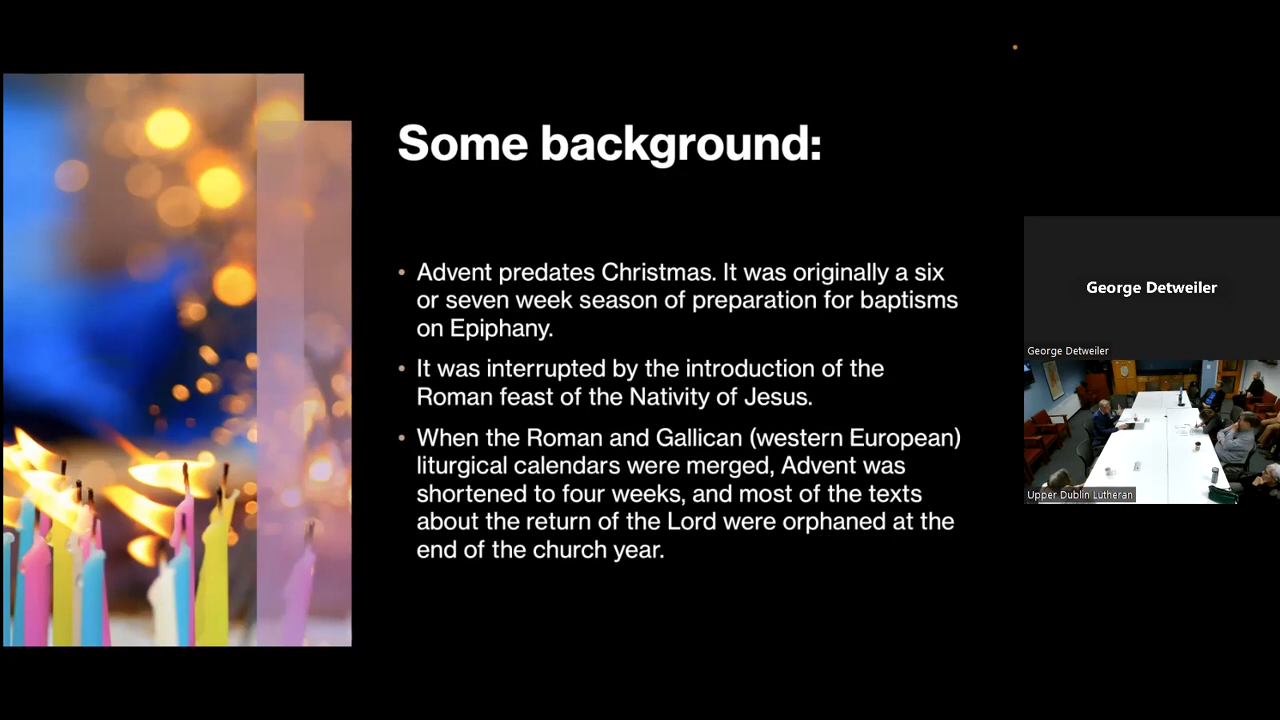 Some background:
• Advent predates Christmas. It was originally a six
or seven week season of preparation for baptisms
on Epiphany.
• It was interrupted by the introduction of the
Roman feast of the Nativity of Jesus.
• When the Roman and Gallican (western European)
liturgical calendars were merged, Advent was
shortened to four weeks, and most of the texts
about the return of the Lord were orphaned at the
end of the church year.
George Detweiler
George Detweiler
Upper Dublin Lutheran